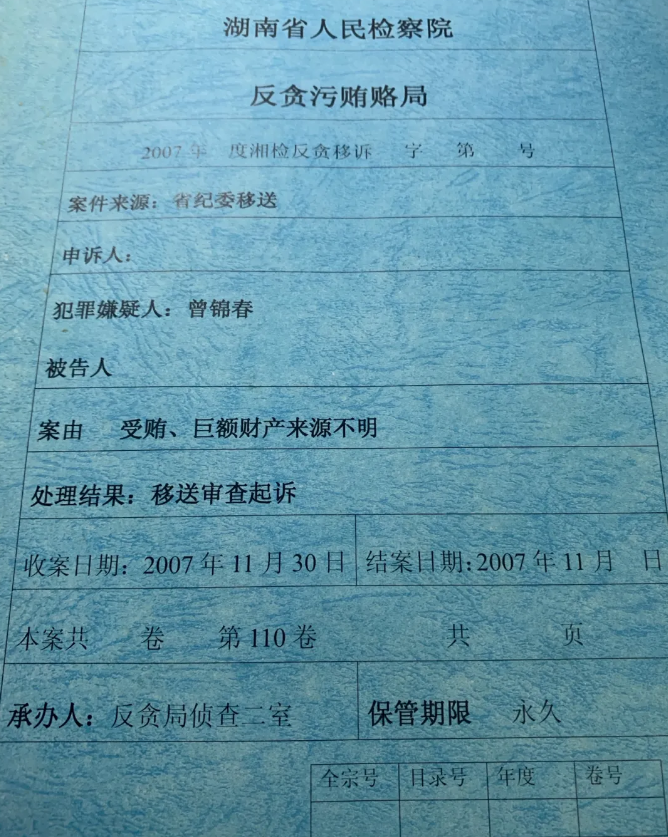 湖南省人民检察院
反贪污贿赂局
2007 年 度湘检反贪移诉 字 第 号
案件来源：省纪委移送
申诉人：
犯罪嫌疑人：曾锦春
被告人
案由 受贿、巨额财产来源不明
处理结果：移送审查起诉
收案日期：2007 年 11 月 30 日 结案日期：2007 年 11 月 日
本案共 卷 第 110 卷 共 页
承办人：反贪局侦查二室 保管期限 永久
全宗号 目录号 年度 卷号